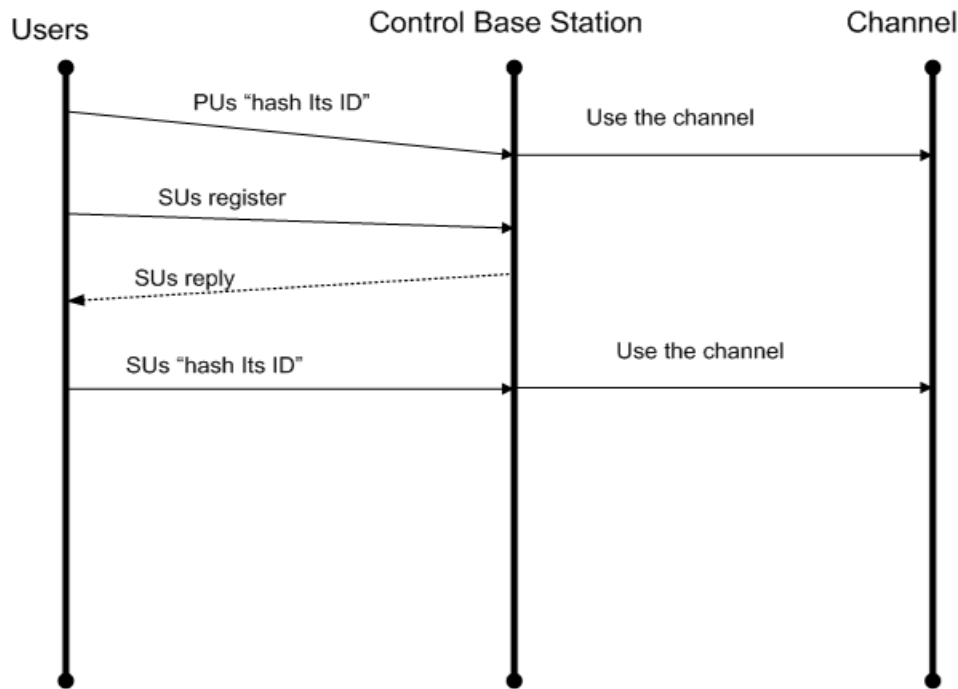 Users
Control Base Station
Channel
PUs “hash Its ID”
Use the channel
SUs register
SUs reply
SUs “hash Its ID”
Use the channel